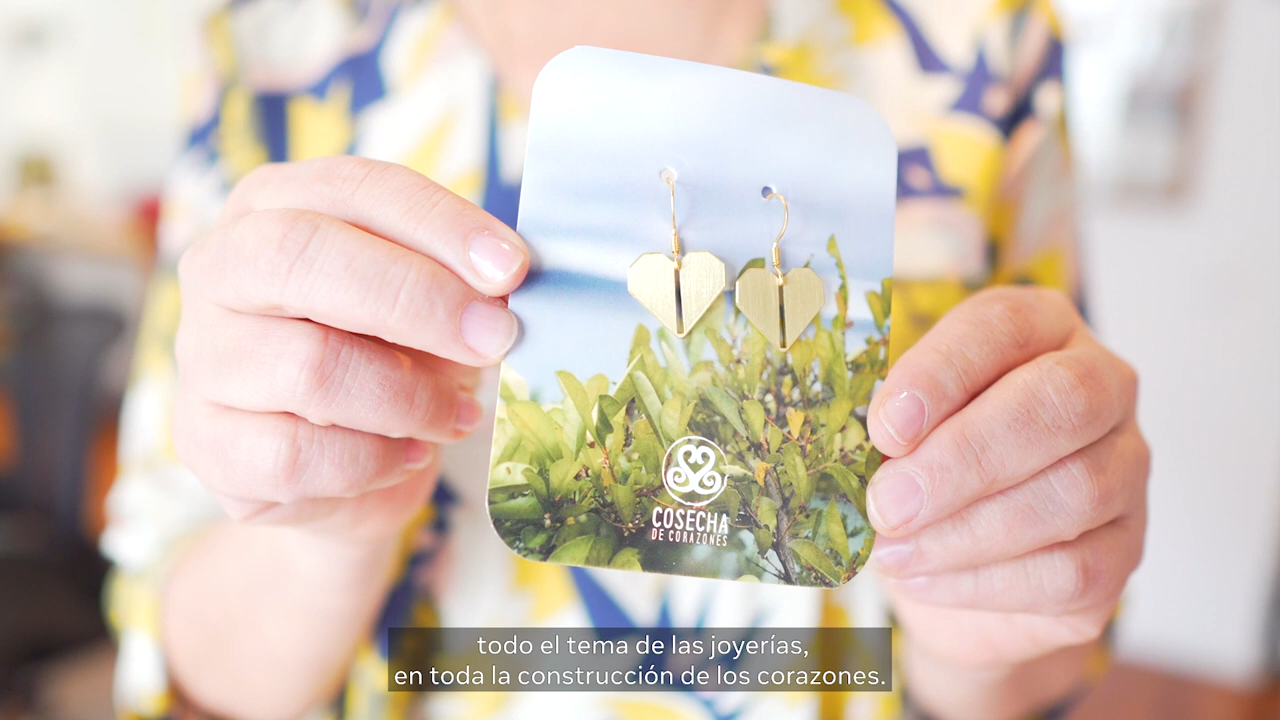 COSECHA
DE CORAZONES
todo el tema de las joyerías,
en toda la construcción de los corazones.